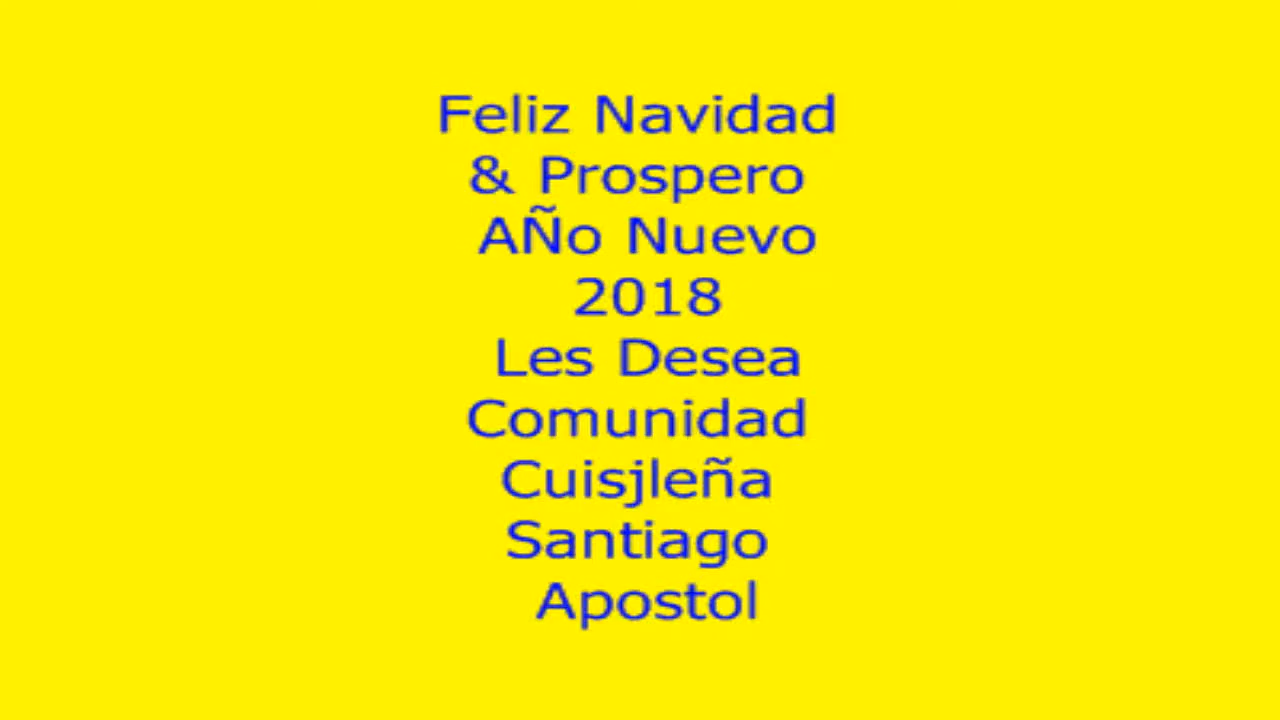 Feliz Navidad
& Prospero
AÑo Nuevo
2018
Les Desea
Comunidad
Cuisjleña
Santiago
Apostol